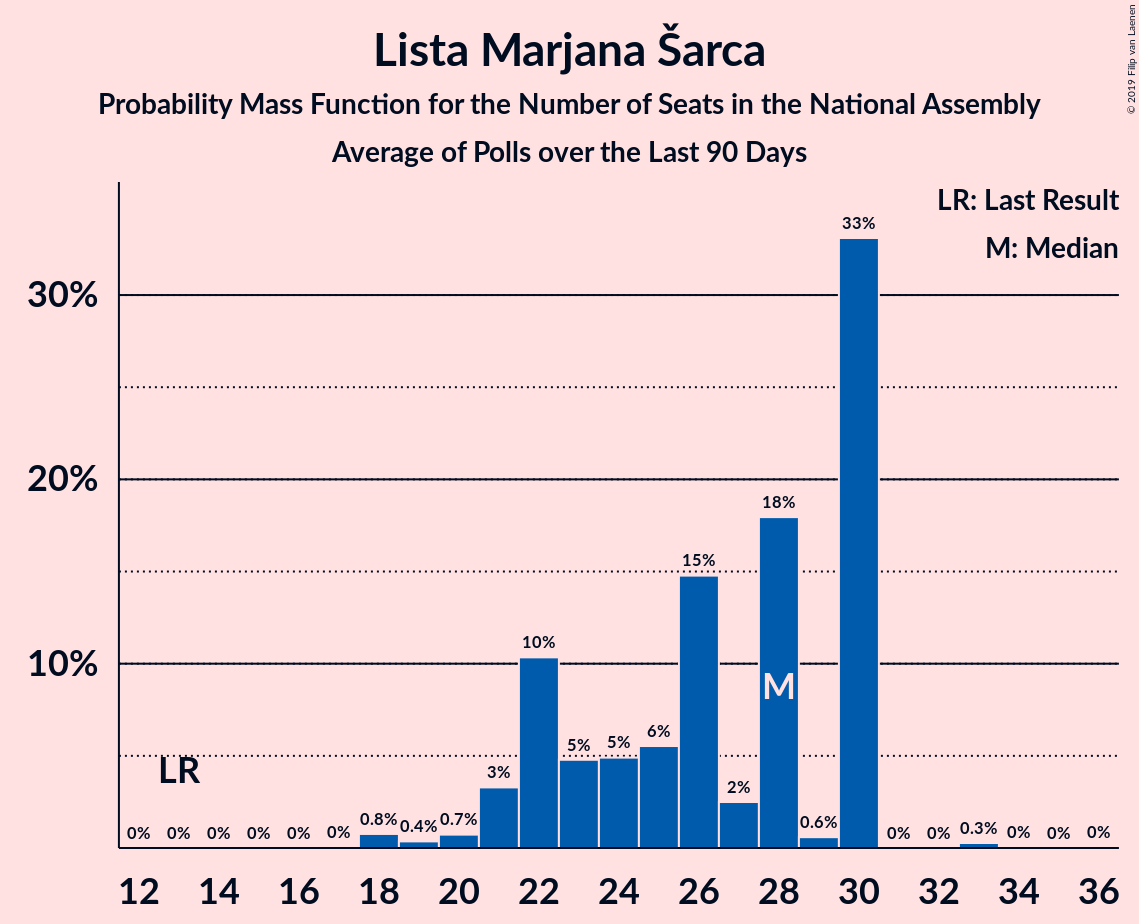 Lista Marjana Šarca
Probability Mass Function for the Number of Seats in the National Assembly
Average of Polls over the Last 90 Days
© 2019 Filip van Laenen
LR: Last Result
M: Median
30%
20%
10%
0% 0% 0% 0% 0% 0% 0.8% 0.4% 0.7% 3% 10% 5% 5% 6% 15% 2% 18% 0.6% 33% 0% 0% 0.3% 0% 0% 0%
LR
M
12 14 16 18 20 22 24 26 28 30 32 34 36